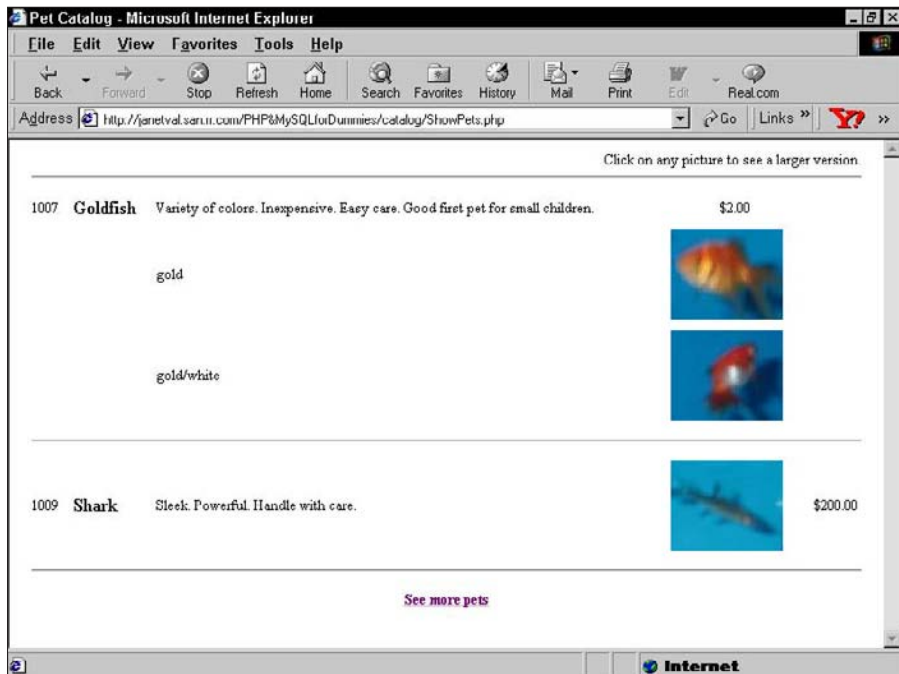 Pet Catalog - Microsoft Internet Explorer
File Edit View Favorites Tools Help
Back Forward Stop Refresh Home Search Favorites History Mail Print Edit Real.com
Address http://janetval.san.rr.com/PHP&MySQLforDummies/catalog/ShowPets.php Go Links » Y! »
Click on any picture to see a larger version.
1007 Goldfish Variety of colors. Inexpensive. Easy care. Good first pet for small children. $2.00
gold
gold/white
1009 Shark Sleek. Powerful. Handle with care. $200.00
See more pets
Internet